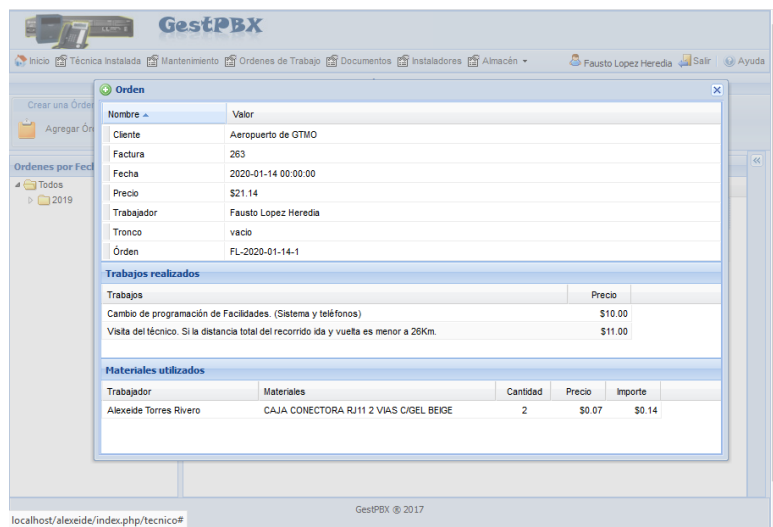 GestPBX
Inicio Técnica Instalada Mantenimiento Ordenes de Trabajo Documentos Instaladores Almacén Fausto Lopez Heredia Salir Ayuda
Orden
Crear una Órden
Agregar Ór
Ordenes por Fec
Todos
2019
Nombre Valor
Cliente Aeropuerto de GTMO
Factura 263
Fecha 2020-01-14 00:00:00
Precio $21.14
Trabajador Fausto Lopez Heredia
Tronco vacio
Órden FL-2020-01-14-1
Trabajos realizados
Trabajos Precio
Cambio de programación de Facilidades. (Sistema y teléfonos) $10.00
Visita del técnico. Si la distancia total del recorrido ida y vuelta es menor a 26Km. $11.00
Materiales utilizados
Trabajador Materiales Cantidad Precio Importe
Alexeide Torres Rivero CAJA CONECTORA RJ11 2 VIAS C/GEL BEIGE 2 $0.07 $0.14
GestPBX ® 2017
localhost/alexeide/index.php/tecnico#